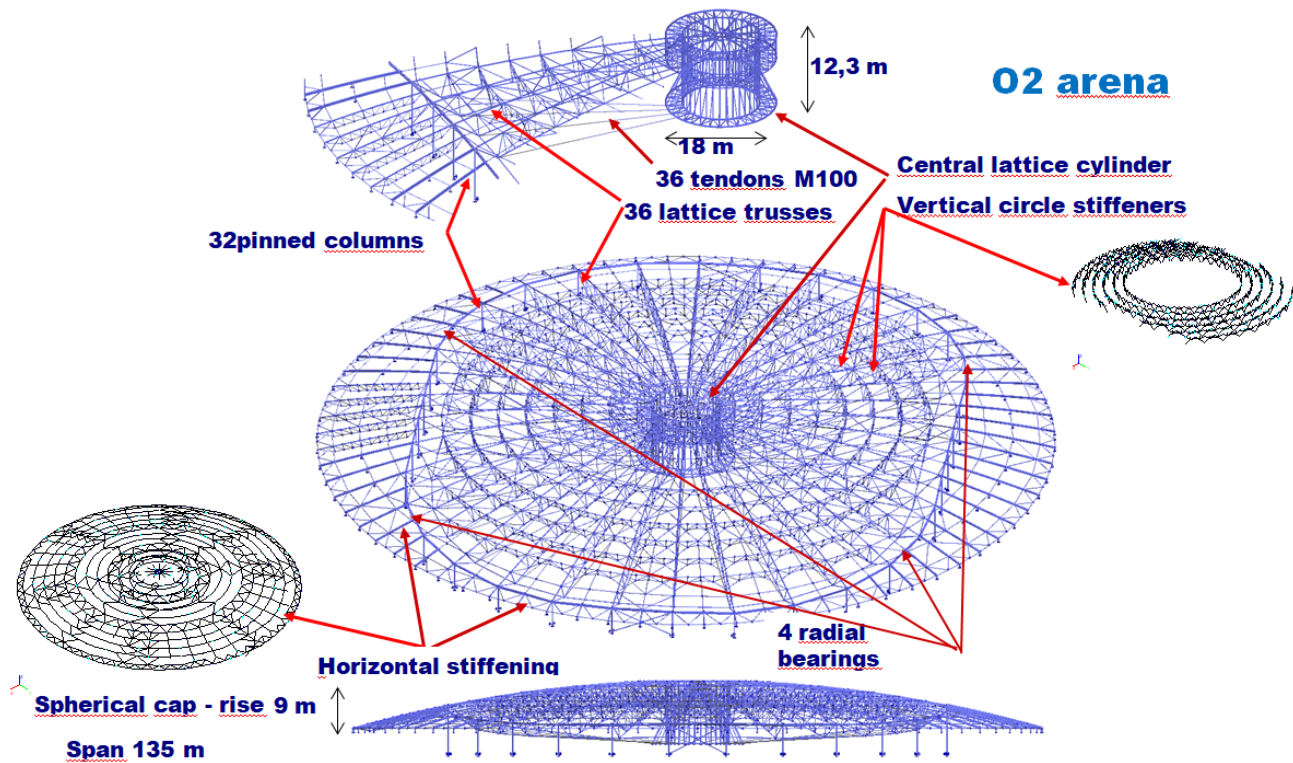 12,3 m
O2 arena
18 m
36 tendons M100
36 lattice trusses
Central lattice cylinder
Vertical circle stiffeners
32pinned columns
4 radial
bearings
Horizontal stiffening
Spherical cap - rise 9 m
Span 135 m